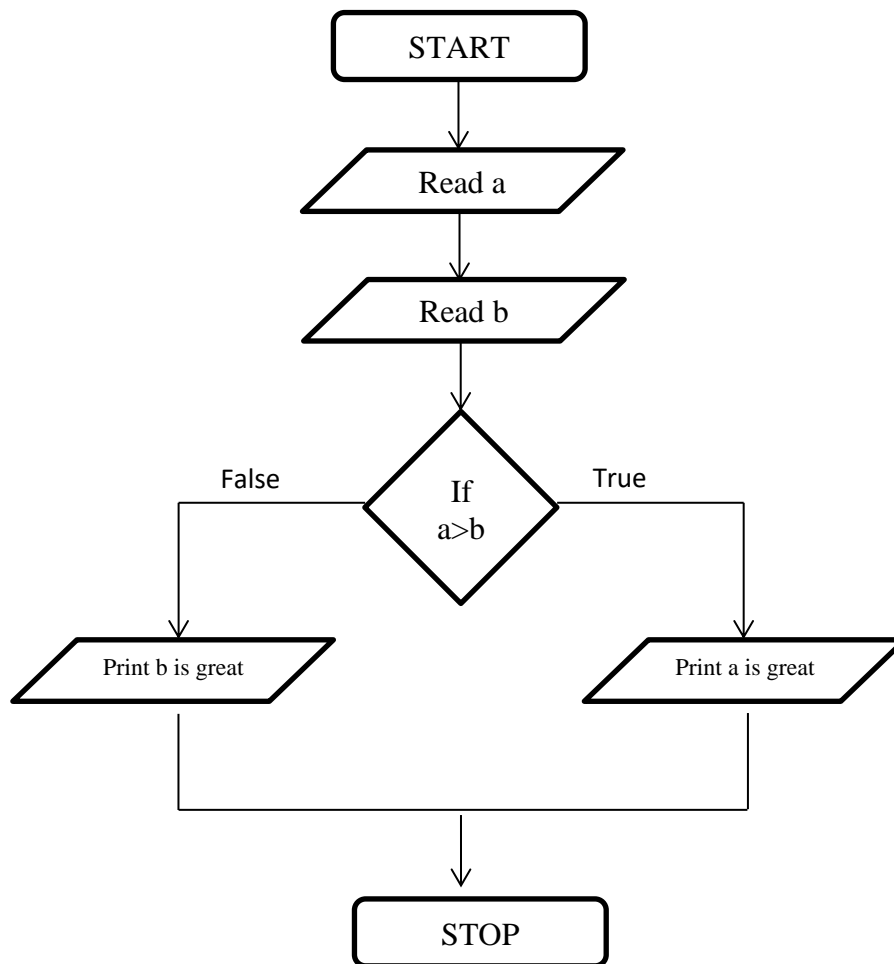 START
Read a
Read b
False
True
If
a>b
Print b is great
Print a is great
STOP